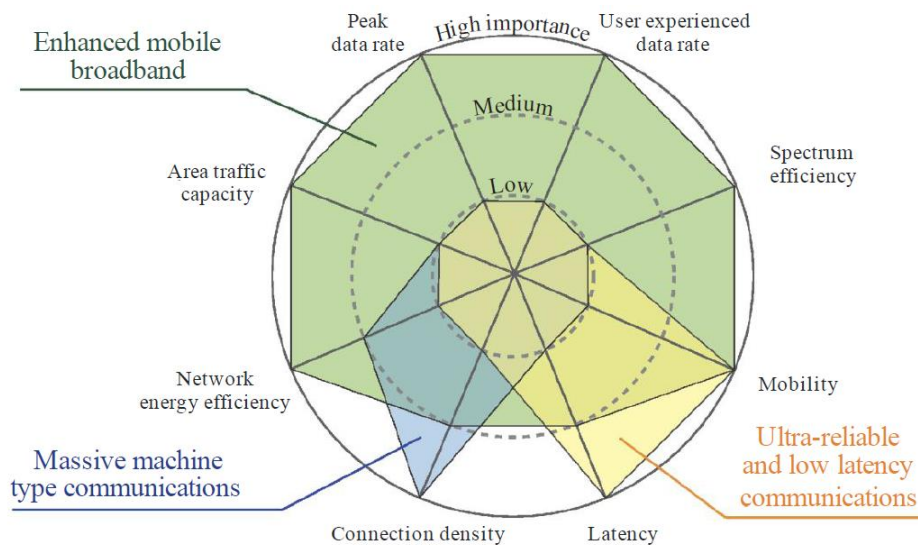 Peak
data rate
High importance
User experienced
data rate
Enhanced mobile
broadband
Medium
Area traffic
capacity
Low
Spectrum
efficiency
Network
energy efficiency
Mobility
Massive machine
type communications
Ultra-reliable
and low latency
communications
Connection density
Latency